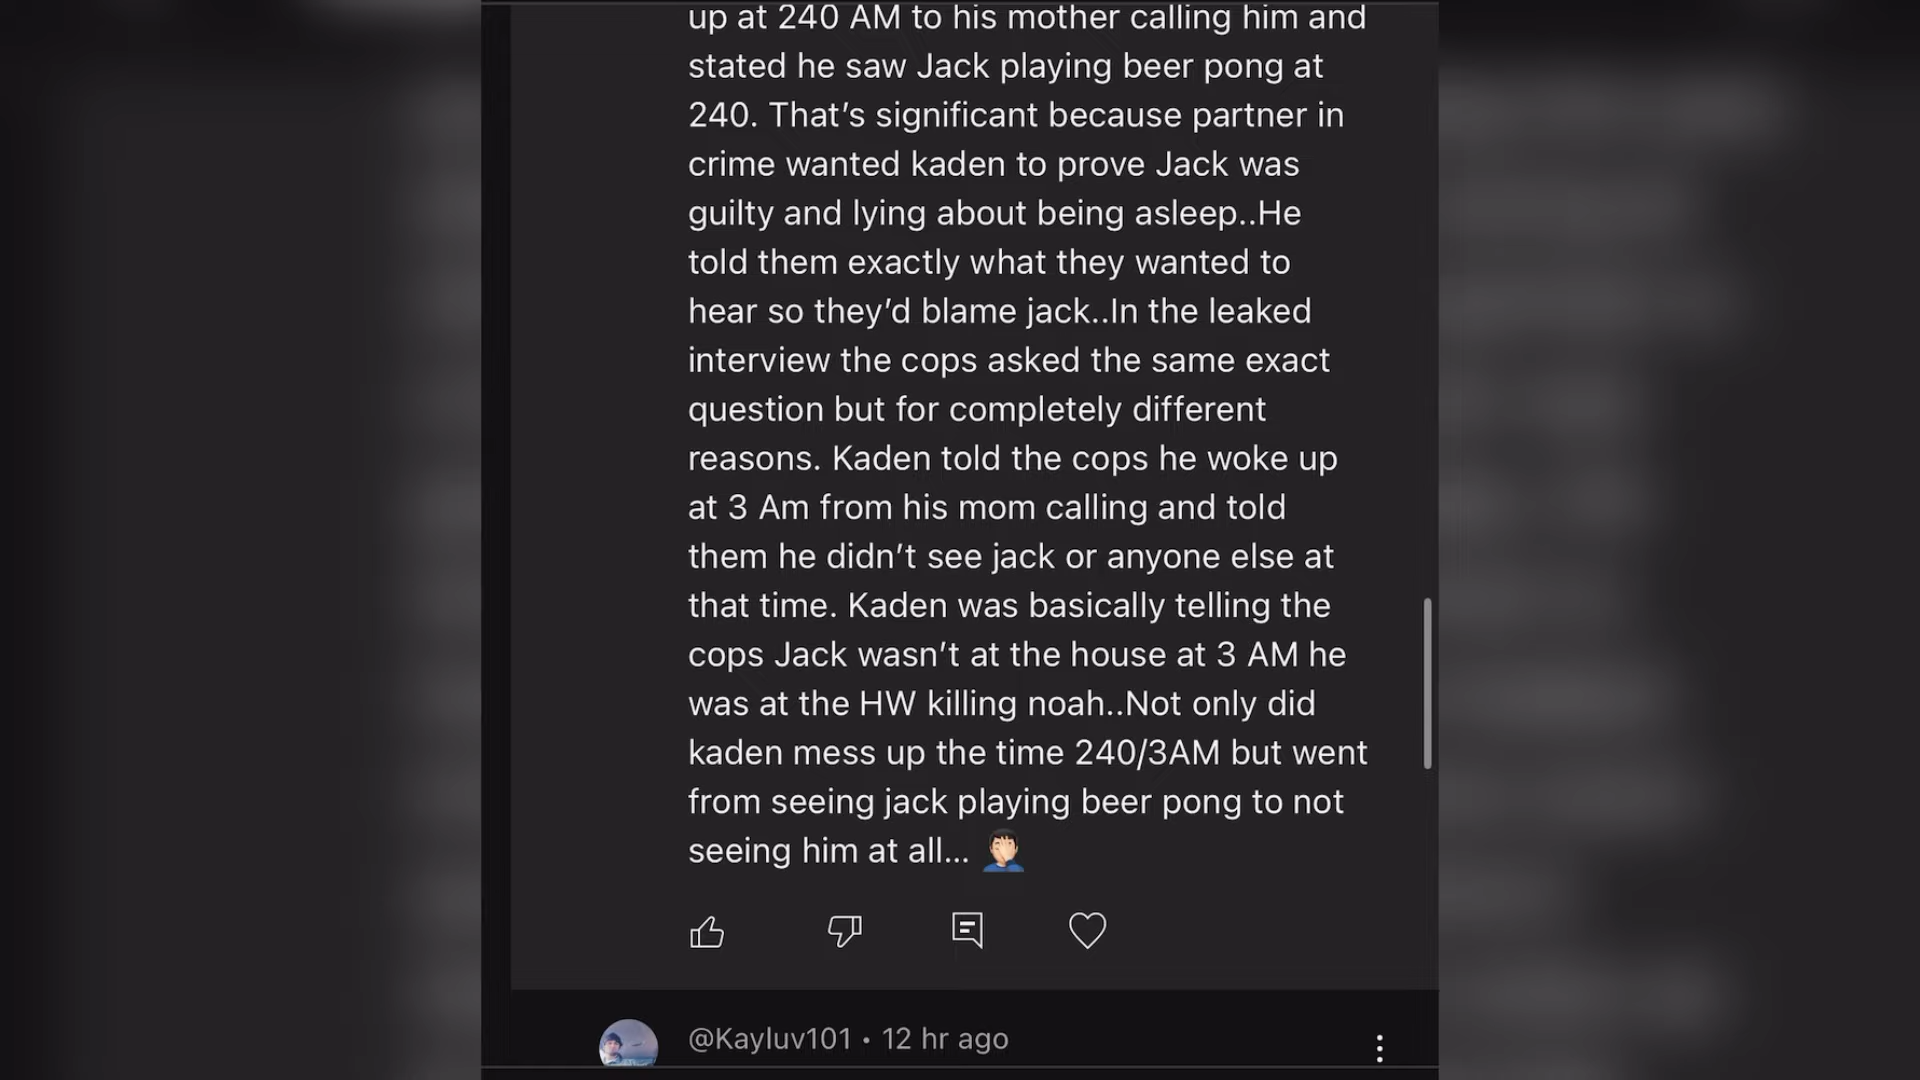 up at 240 AM to his mother calling him and
stated he saw Jack playing beer pong at
240. That’s significant because partner in
crime wanted kaden to prove Jack was
guilty and lying about being asleep..He
told them exactly what they wanted to
hear so they’d blame jack..In the leaked
interview the cops asked the same exact
question but for completely different
reasons. Kaden told the cops he woke up
at 3 Am from his mom calling and told
them he didn’t see jack or anyone else at
that time. Kaden was basically telling the
cops Jack wasn’t at the house at 3 AM he
was at the HW killing noah..Not only did
kaden mess up the time 240/3AM but went
from seeing jack playing beer pong to not
seeing him at all... 🤦🏻‍♂️
@Kayluv101 • 12 hr ago